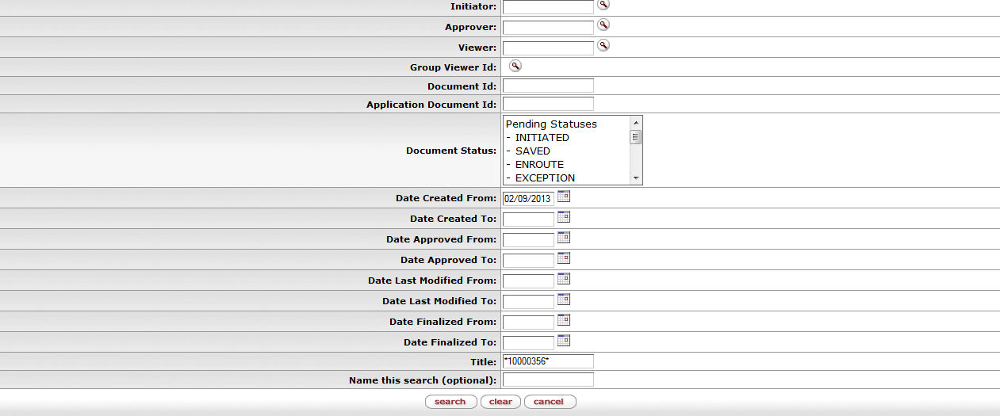 Initiator:
Approver:
Viewer:
Group Viewer Id:
Document Id:
Application Document Id:
Document Status:
Pending Statuses
- INITIATED
- SAVED
- ENROUTE
- EXCEPTION
Date Created From: 02/09/2013
Date Created To:
Date Approved From:
Date Approved To:
Date Last Modified From:
Date Last Modified To:
Date Finalized From:
Date Finalized To:
Title: *10000356*
Name this search (optional):
search clear cancel